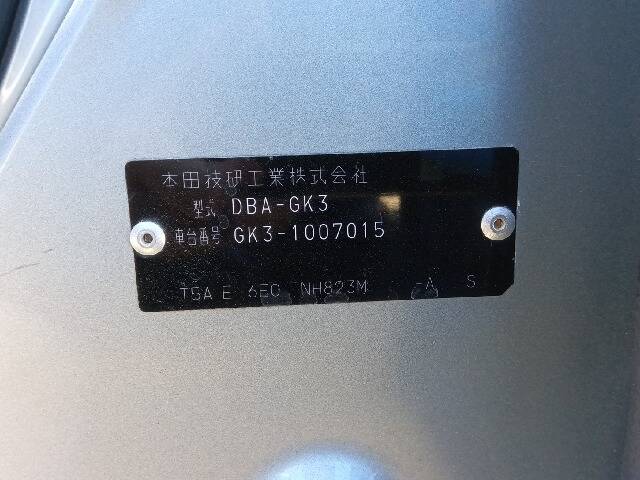 本田技研工業株式会社
型式 DBA-GK3
車台番号 GK3-1007015
T5A E 6EC NH823M -A S